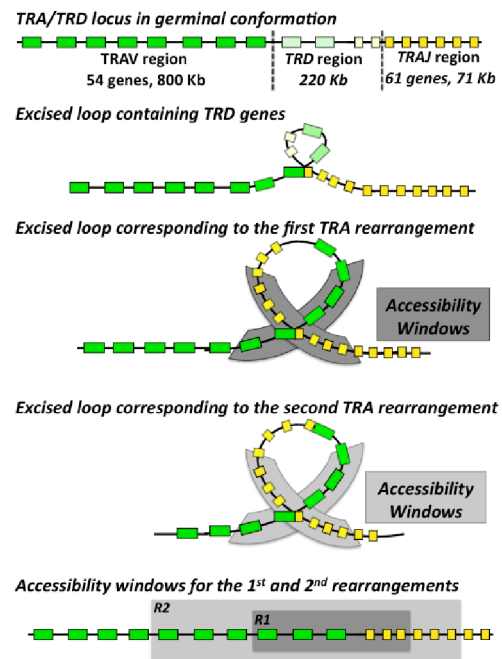 TRA/TRD locus in germinal conformation
TRAV region
54 genes, 800 Kb
TRD region
220 Kb
TRAJ region
61 genes, 71 Kb
Excised loop containing TRD genes
Excised loop corresponding to the first TRA rearrangement
Accessibility
Windows
Excised loop corresponding to the second TRA rearrangement
Accessibility
Windows
Accessibility windows for the 1st and 2nd rearrangements
R2
R1